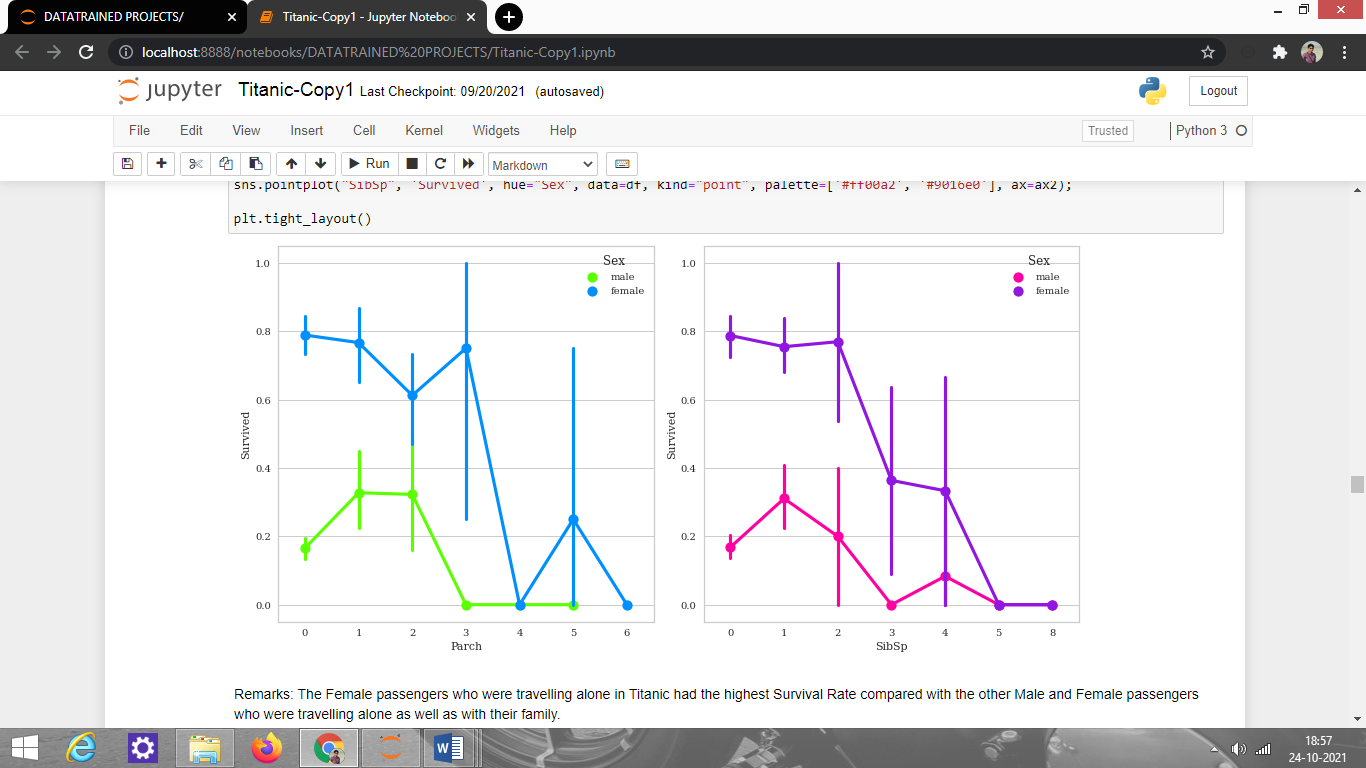 DATATRAINED PROJECTS/
Titanic-Copy1 - Jupyter Noteboo
localhost:8888/notebooks/DATATRAINED%20PROJECTS/Titanic-Copy1.ipynb
jupyter Titanic-Copy1 Last Checkpoint: 09/20/2021 (autosaved)
Logout
File Edit View Insert Cell Kernel Widgets Help
Trusted
Python 3
Run
Markdown
sns.pointplot("SibSp", 'Survived', hue="Sex", data=df, kind="point", palette=['#ff00a2', '#9016e0'], ax=ax2);
plt.tight_layout()
Sex
male
female
1.0
0.8
0.6
0.4
0.2
0.0
Survived
0 1 2 3 4 5 6
Parch
Sex
male
female
1.0
0.8
0.6
0.4
0.2
0.0
Survived
0 1 2 3 4 5 8
SibSp
Remarks: The Female passengers who were travelling alone in Titanic had the highest Survival Rate compared with the other Male and Female passengers
who were travelling alone as well as with their family.
18:57
24-10-2021